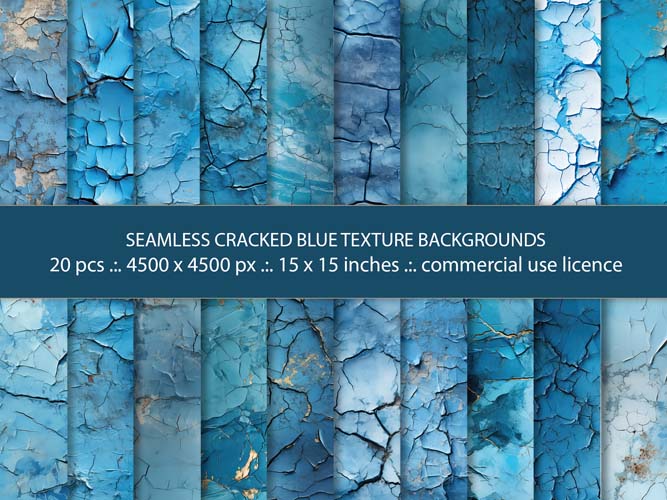 SEAMLESS CRACKED BLUE TEXTURE BACKGROUNDS
20 pcs .:. 4500 x 4500 px .:. 15 x 15 inches .:. commercial use licence